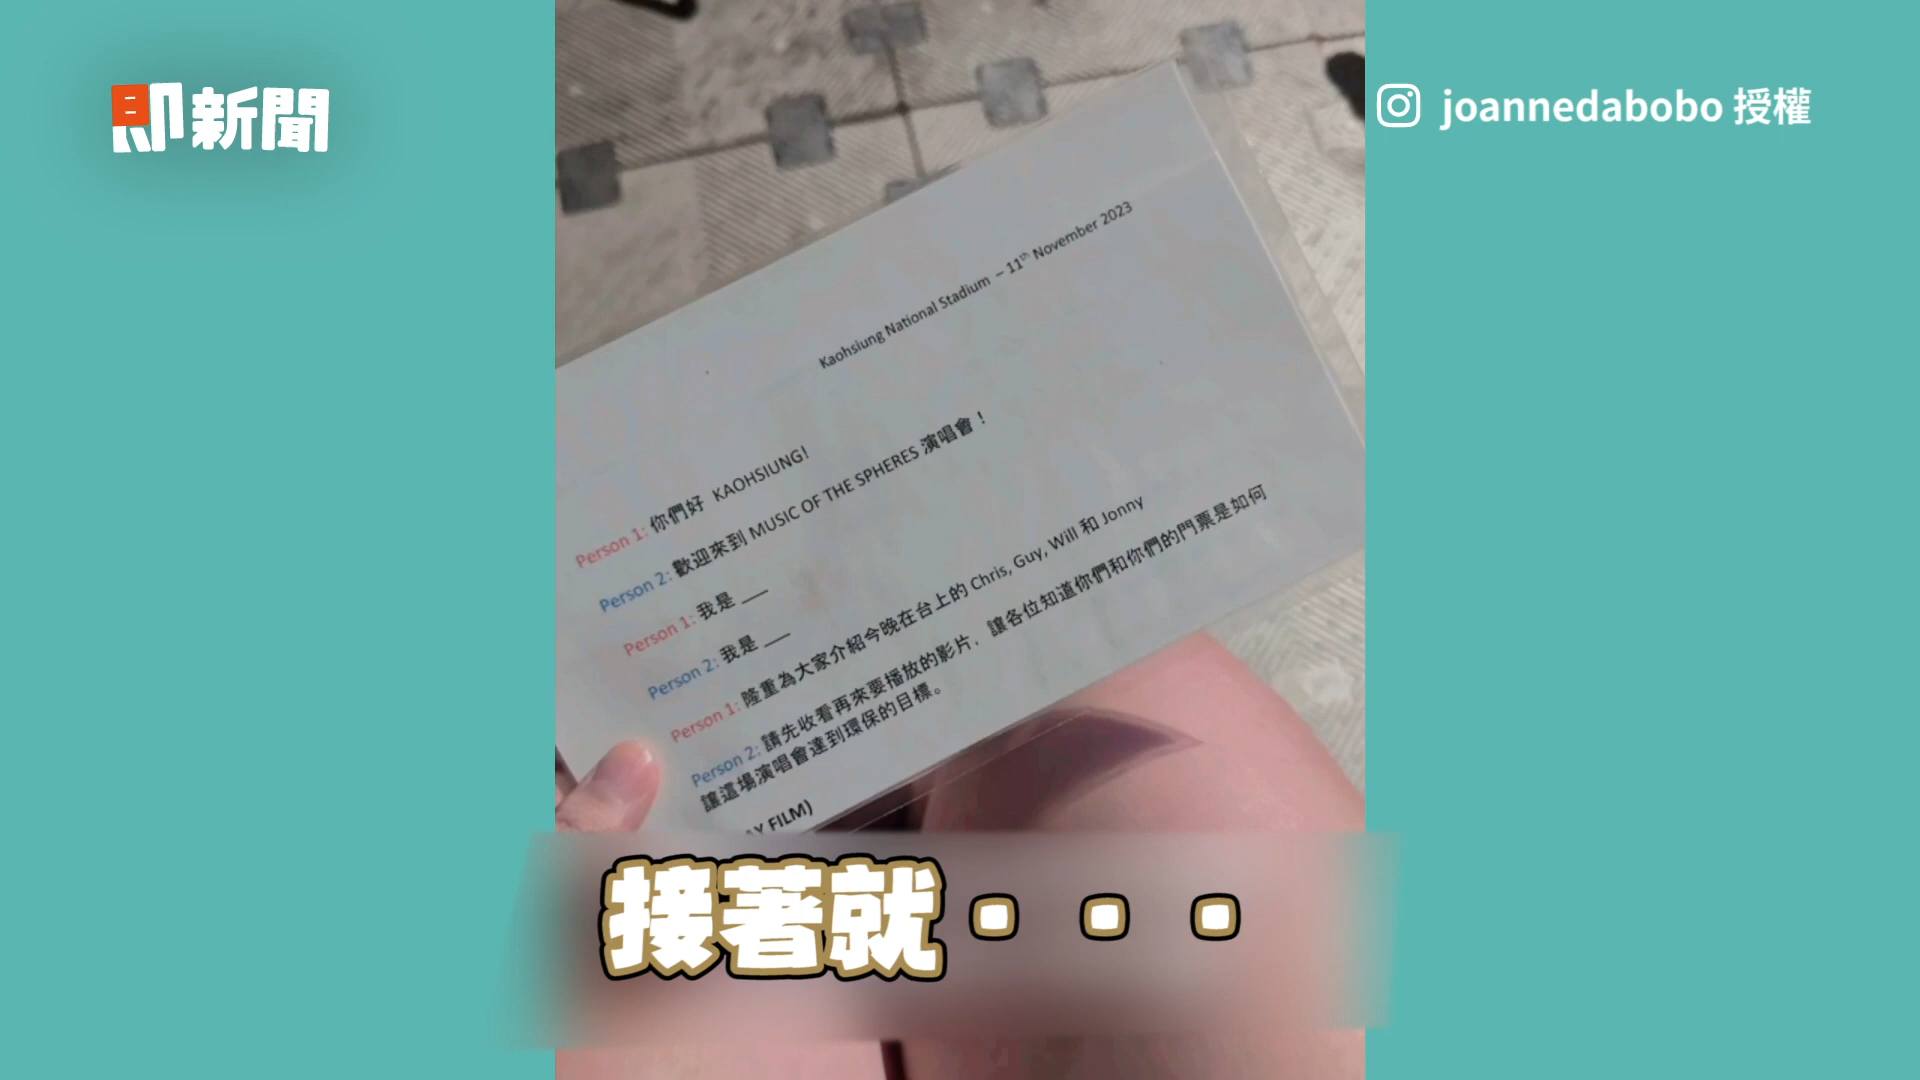 即新聞
joannedabobo 授權
Kaohsiung National Stadium – 11th November 2023
Person 1: 你們好 KAOHSIUNG!
Person 2: 歡迎來到 MUSIC OF THE SPHERES 演唱會！
Person 1: 我是 ___
Person 2: 我是 ___
Person 1: 隆重為大家介紹今晚在台上的 Chris, Guy, Will 和 Jonny
Person 2: 請先收看再來要播放的影片，讓各位知道你們和你們的門票是如何
讓這場演唱會達到環保的目標。
AY FILM)
接著就・・・